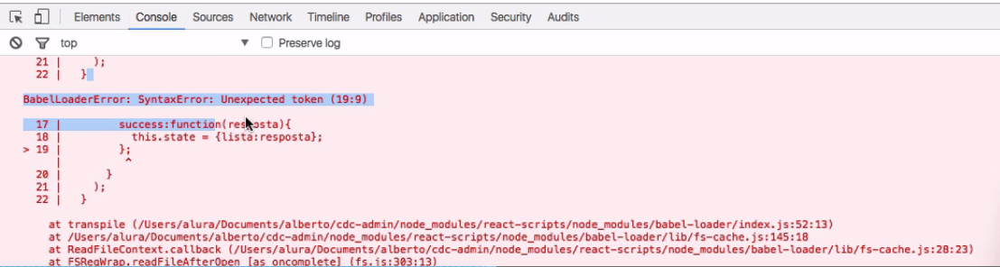 Elements Console Sources Network Timeline Profiles Application Security Audits
top ▼ Preserve log
21 | );
22 | }
BabelLoaderError: SyntaxError: Unexpected token (19:9)
17 | success:function(resposta){
18 | this.state = {lista:resposta};
> 19 | };
| ^
20 | }
21 | );
22 | }
at transpile (/Users/alura/Documents/alberto/cdc-admin/node_modules/react-scripts/node_modules/babel-loader/index.js:52:13)
at /Users/alura/Documents/alberto/cdc-admin/node_modules/react-scripts/node_modules/babel-loader/lib/fs-cache.js:145:18
at ReadFileContext.callback (/Users/alura/Documents/alberto/cdc-admin/node_modules/react-scripts/node_modules/babel-loader/lib/fs-cache.js:28:23)
at FSReqWrap.readFileAfterOpen [as oncomplete] (fs.js:303:13)